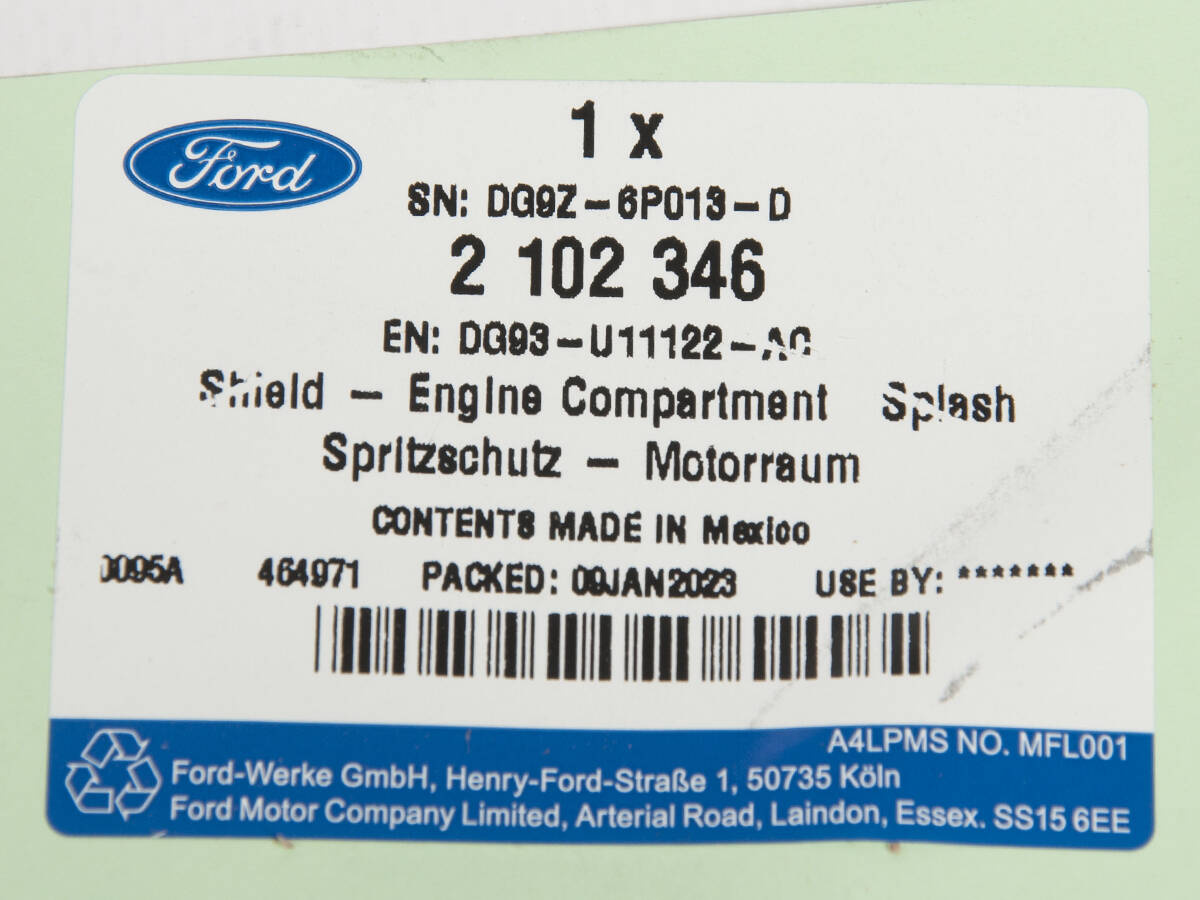 Ford
1 x
SN: DG9Z-6P013-D
2 102 346
EN: DG93-U11122-AC
Shield - Engine Compartment Splash
Spritzschutz - Motorraum
CONTENTS MADE IN Mexico
0095A 464971 PACKED: 09JAN2023 USE BY: *******
A4LPMS NO. MFL001
Ford-Werke GmbH, Henry-Ford-Straße 1, 50735 Köln
Ford Motor Company Limited, Arterial Road, Laindon, Essex. SS15 6EE